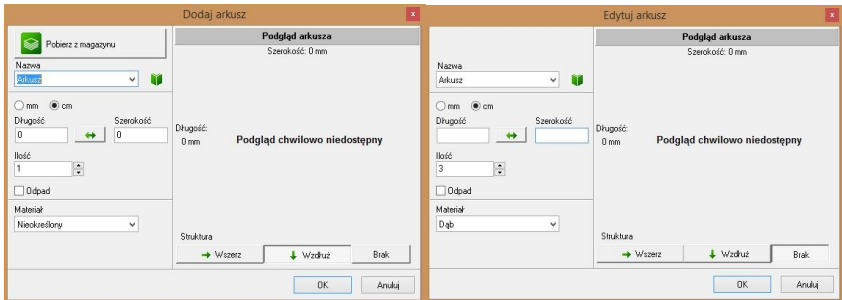 Dodaj arkusz
x
Pobierz z magazynu
Nazwa
Arkusz
mm
cm
Długość
Szerokość
0
0
Ilość
1
Odpad
Materiał
Nieokreślony
Podgląd arkusza
Szerokość: 0 mm
Długość:
0 mm
Podgląd chwilowo niedostępny
Struktura
Wszerz
Wzdłuż
Brak
OK
Anuluj
Edytuj arkusz
x
Nazwa
Arkusz
mm
cm
Długość
Szerokość
Ilość
3
Odpad
Materiał
Dąb
Podgląd arkusza
Szerokość: 0 mm
Długość:
0 mm
Podgląd chwilowo niedostępny
Struktura
Wszerz
Wzdłuż
Brak
OK
Anuluj